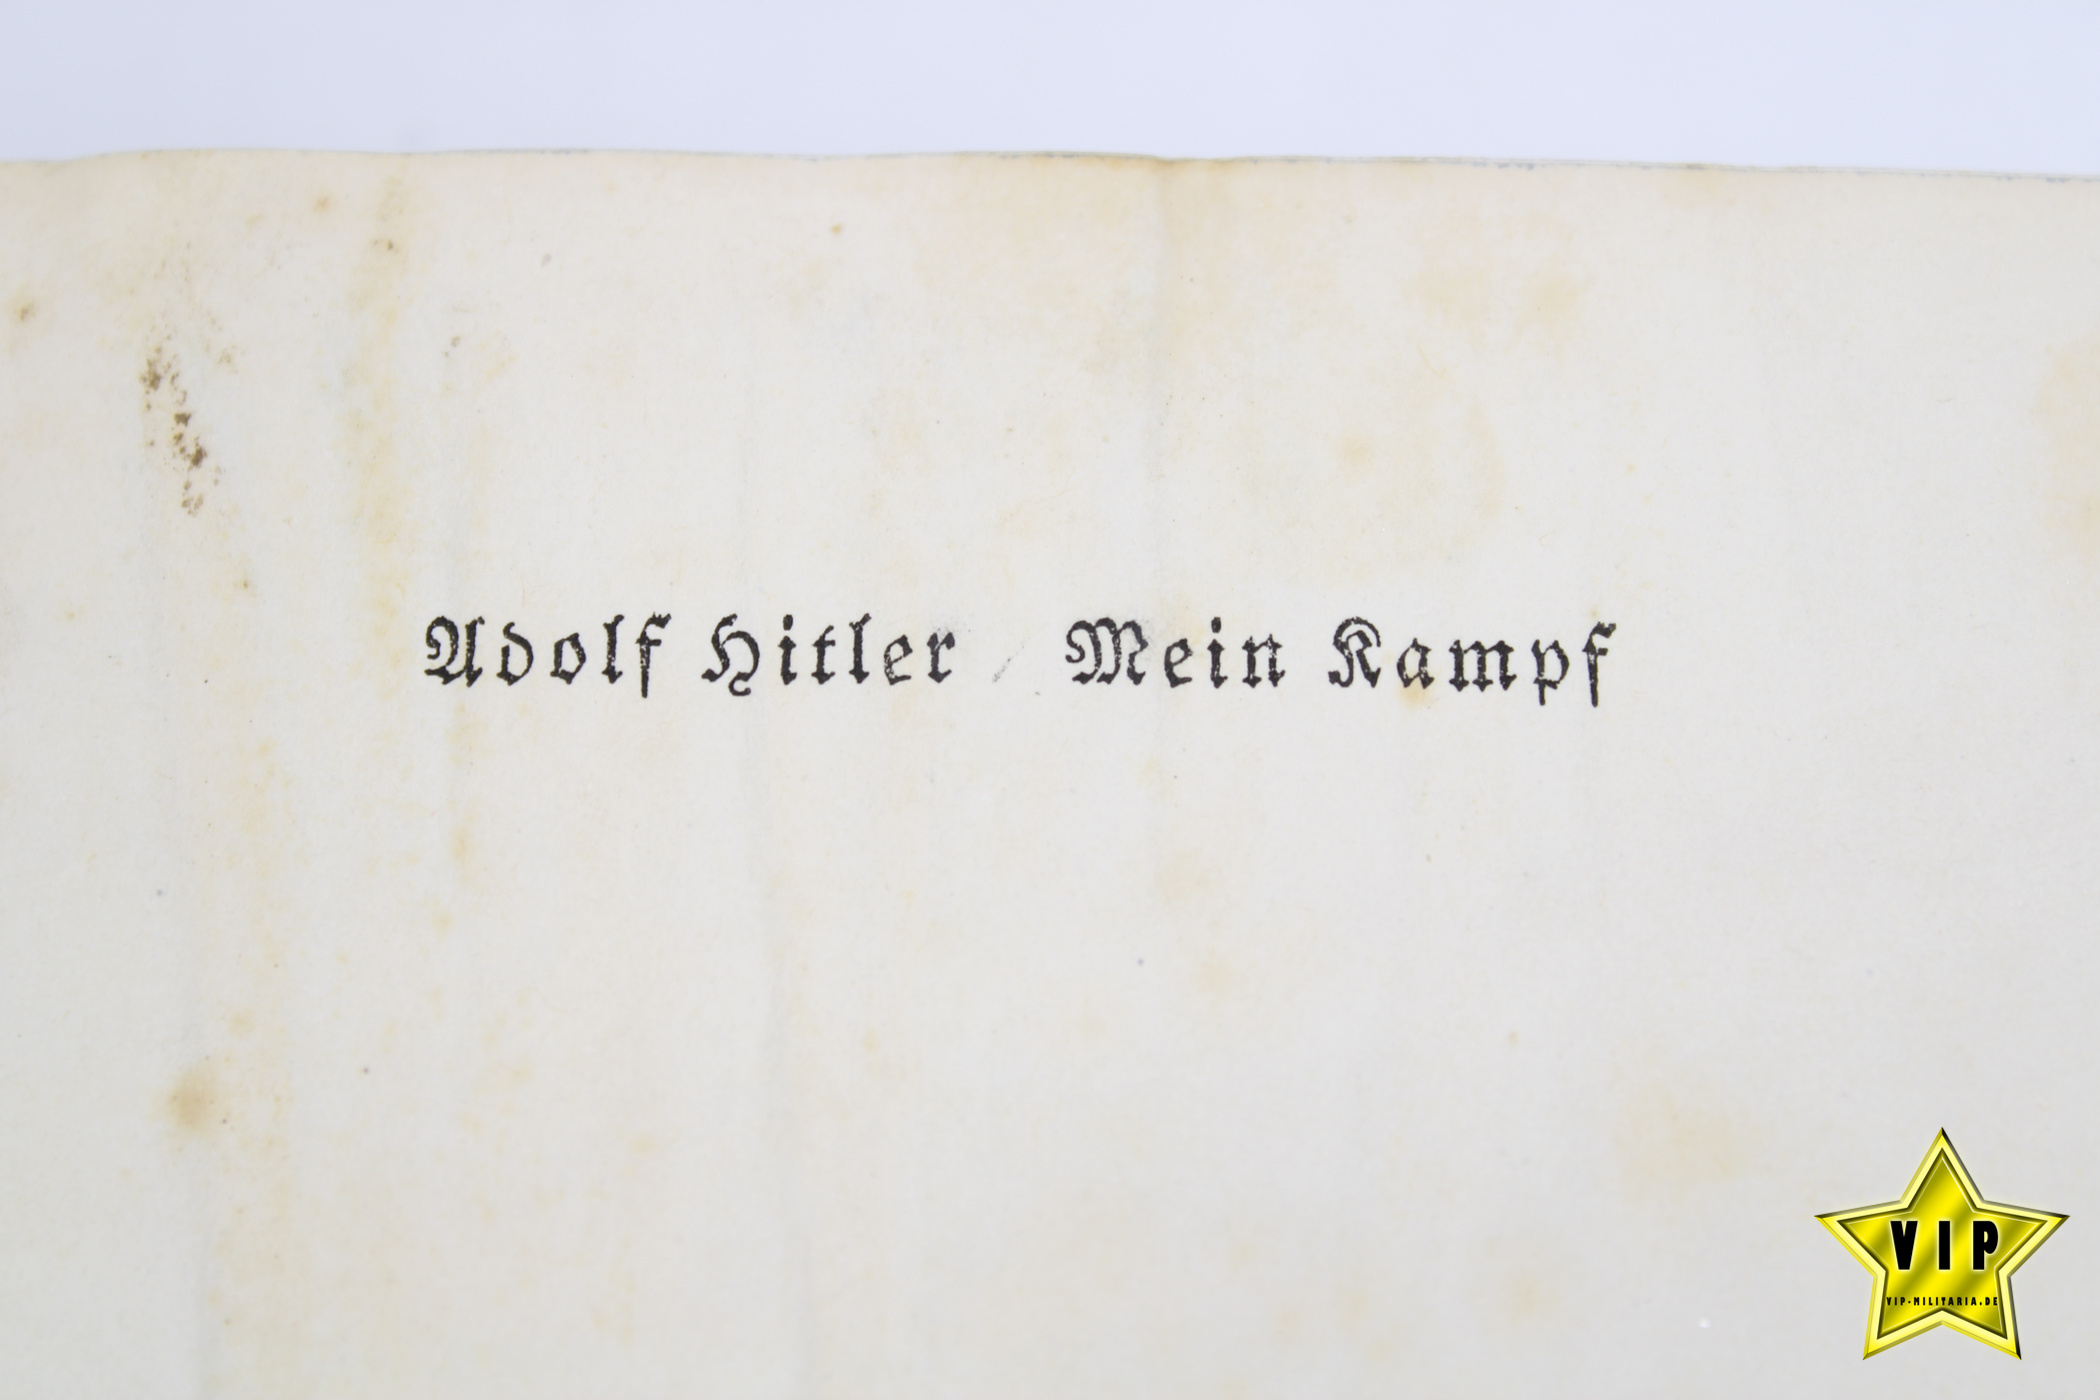 Adolf Hitler / Mein Kampf
VIP
VIP-MILITARIA.DE